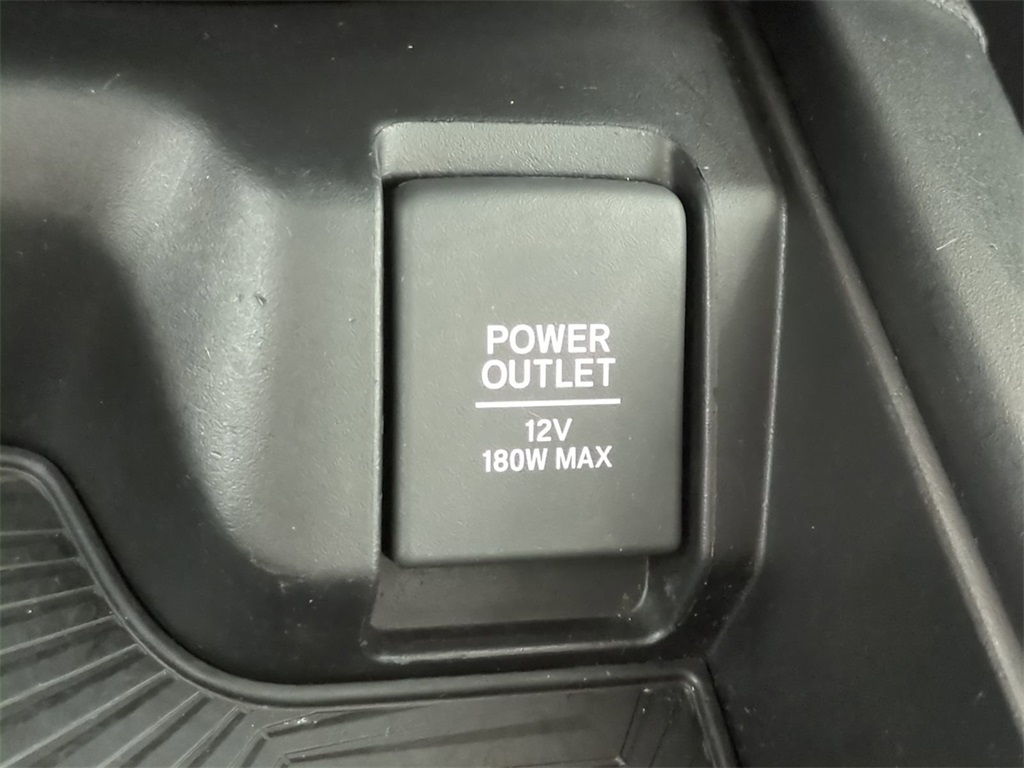 POWER
OUTLET
12V
180W MAX